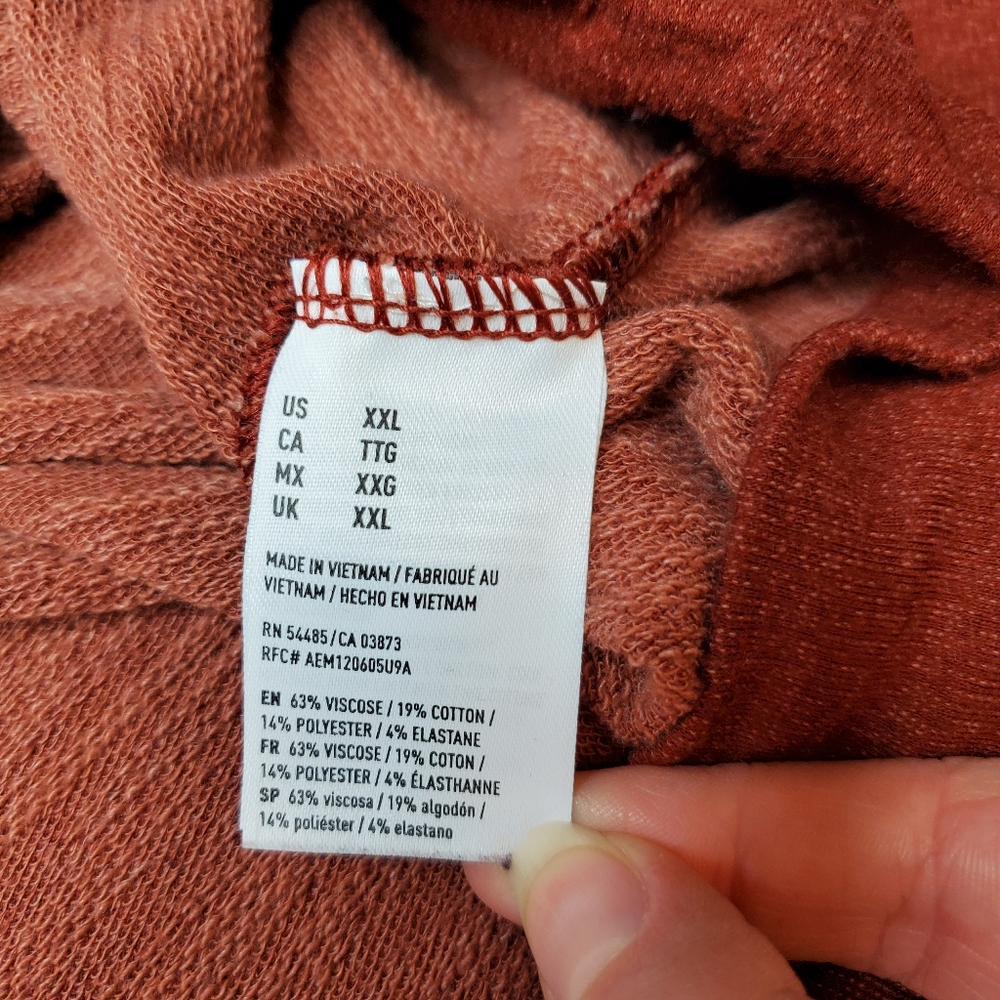 US XXL
CA TTG
MX XXG
UK XXL
MADE IN VIETNAM / FABRIQUÉ AU
VIETNAM / HECHO EN VIETNAM
RN 54485 / CA 03873
RFC# AEM120605U9A
EN 63% VISCOSE / 19% COTTON /
14% POLYESTER / 4% ELASTANE
FR 63% VISCOSE / 19% COTON /
14% POLYESTER / 4% ÉLASTHANNE
SP 63% viscosa / 19% algodón /
14% poliéster / 4% elastano